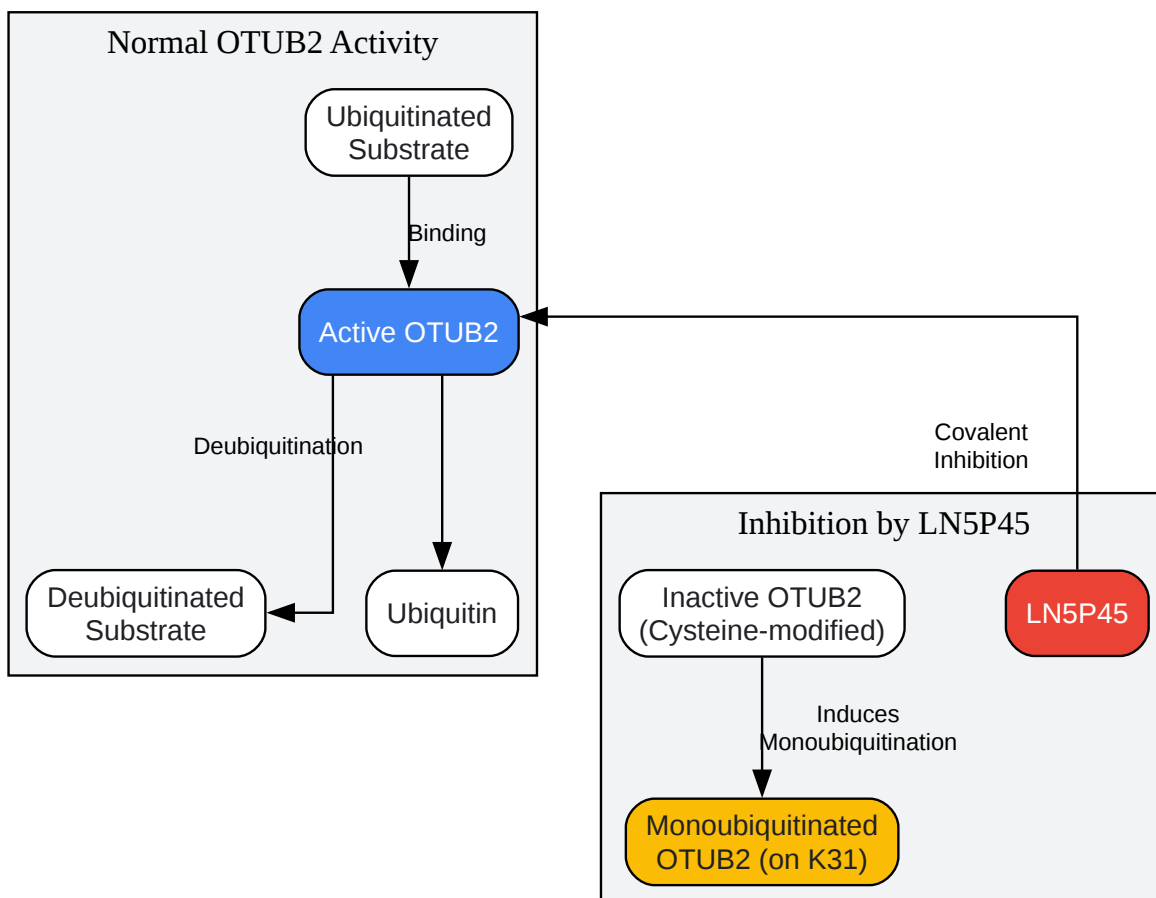 Normal OTUB2 Activity
Ubiquitinated
Substrate
Binding
Active OTUB2
Deubiquitination
Deubiquitinated
Substrate
Ubiquitin
Covalent
Inhibition
Inhibition by LN5P45
Inactive OTUB2
(Cysteine-modified)
LN5P45
Induces
Monoubiquitination
Monoubiquitinated
OTUB2 (on K31)